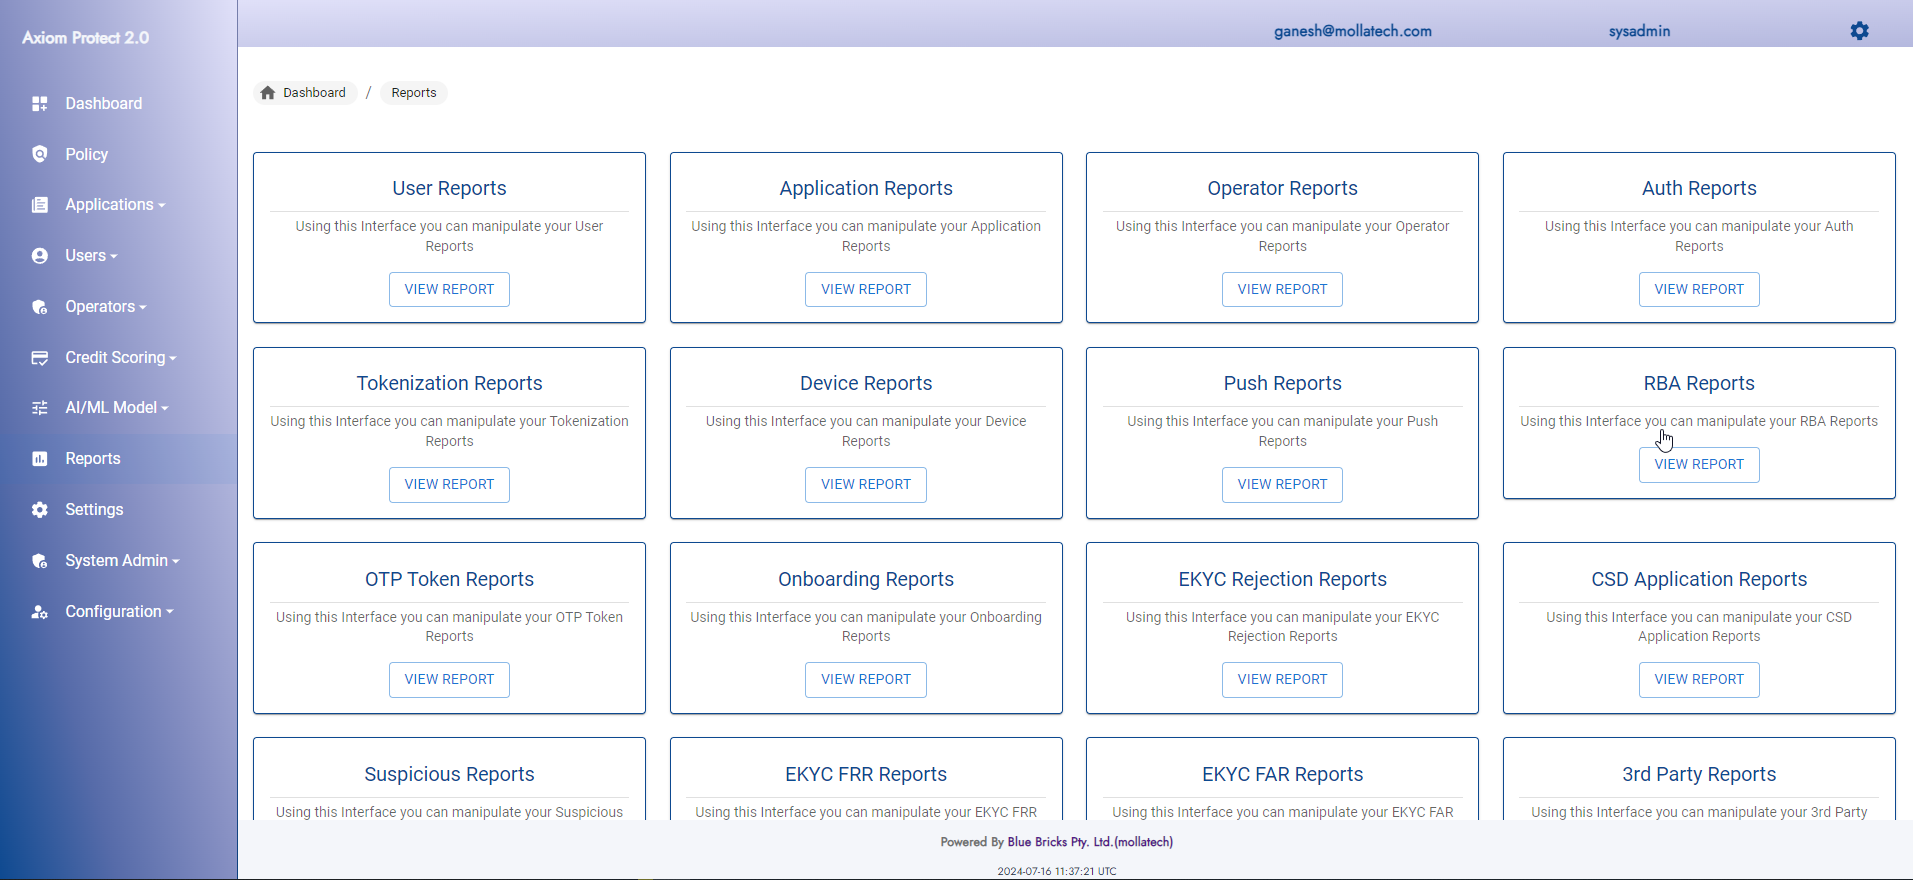 Axiom Protect 2.0
ganesh@mollatech.com
sysadmin
Dashboard
Policy
Applications
Users
Operators
Credit Scoring
AI/ML Model
Reports
Settings
System Admin
Configuration
Dashboard / Reports
User Reports
Using this Interface you can manipulate your User
Reports
VIEW REPORT
Application Reports
Using this Interface you can manipulate your Application
Reports
VIEW REPORT
Operator Reports
Using this Interface you can manipulate your Operator
Reports
VIEW REPORT
Auth Reports
Using this Interface you can manipulate your Auth
Reports
VIEW REPORT
Tokenization Reports
Using this Interface you can manipulate your Tokenization
Reports
VIEW REPORT
Device Reports
Using this Interface you can manipulate your Device
Reports
VIEW REPORT
Push Reports
Using this Interface you can manipulate your Push
Reports
VIEW REPORT
RBA Reports
Using this Interface you can manipulate your RBA Reports
VIEW REPORT
OTP Token Reports
Using this Interface you can manipulate your OTP Token
Reports
VIEW REPORT
Onboarding Reports
Using this Interface you can manipulate your Onboarding
Reports
VIEW REPORT
EKYC Rejection Reports
Using this Interface you can manipulate your EKYC
Rejection Reports
VIEW REPORT
CSD Application Reports
Using this Interface you can manipulate your CSD
Application Reports
VIEW REPORT
Suspicious Reports
Using this Interface you can manipulate your Suspicious
EKYC FRR Reports
Using this Interface you can manipulate your EKYC FRR
EKYC FAR Reports
Using this Interface you can manipulate your EKYC FAR
3rd Party Reports
Using this Interface you can manipulate your 3rd Party
Powered By Blue Bricks Pty. Ltd.(mollatech)
2024-07-16 11:37:21 UTC